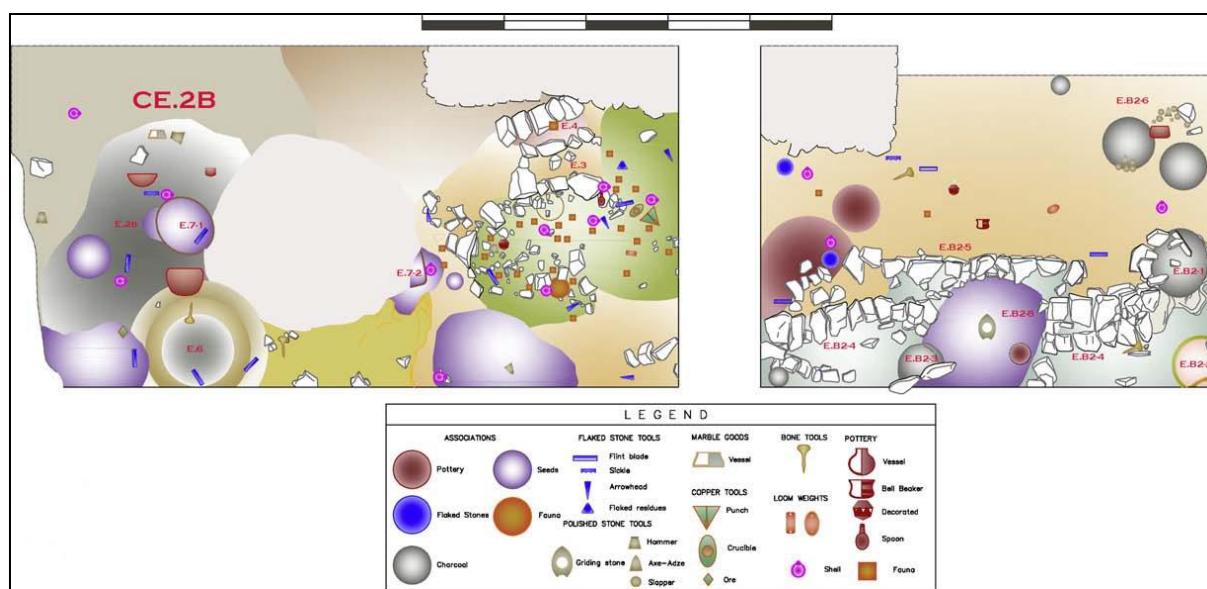 CE.2B
E.4
E.3
E.2B
E.7-1
E.7-2
E.6
E.B2-6
E.B2-5
E.B2-1
E.B2-8
E.B2-4
E.B2-3
E.B2-4
LEGEND
ASSOCIATIONS
Pottery
Seeds
Flaked Stones
Fauna
Charcoal
FLAKED STONE TOOLS
Flint blade
Sickle
Arrowhead
Flaked residues
POLISHED STONE TOOLS
Griding stone
Hammer
Axe-Adze
Slapper
MARBLE GOODS
Vessel
COPPER TOOLS
Punch
Crucible
Ore
BONE TOOLS
LOOM WEIGHTS
Shell
POTTERY
Vessel
Bell Beaker
Decorated
Spoon
Fauna